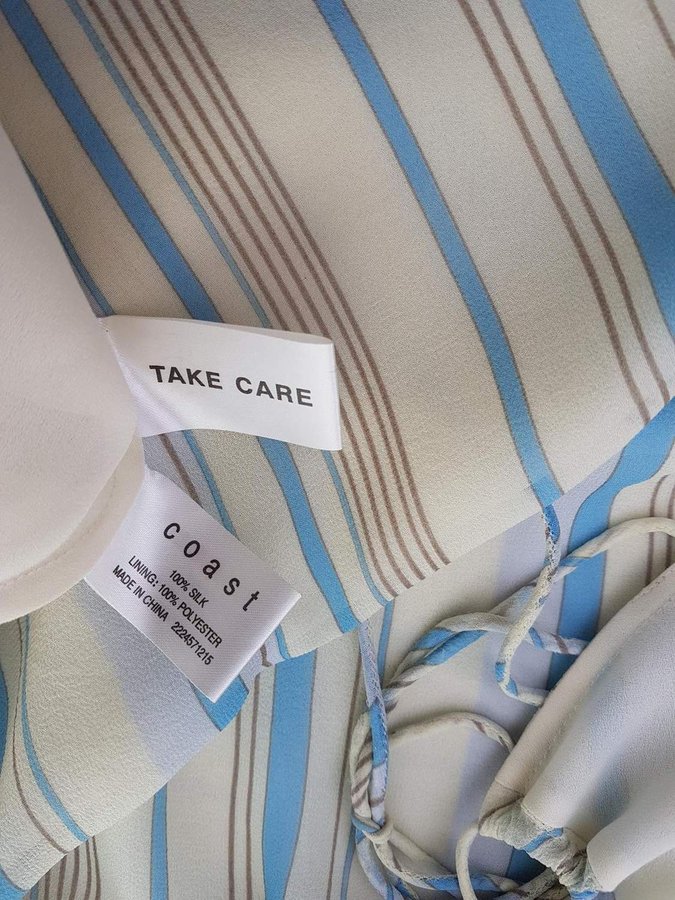 TAKE CARE
coast
100% SILK
LINING: 100% POLYESTER
MADE IN CHINA 2224571215